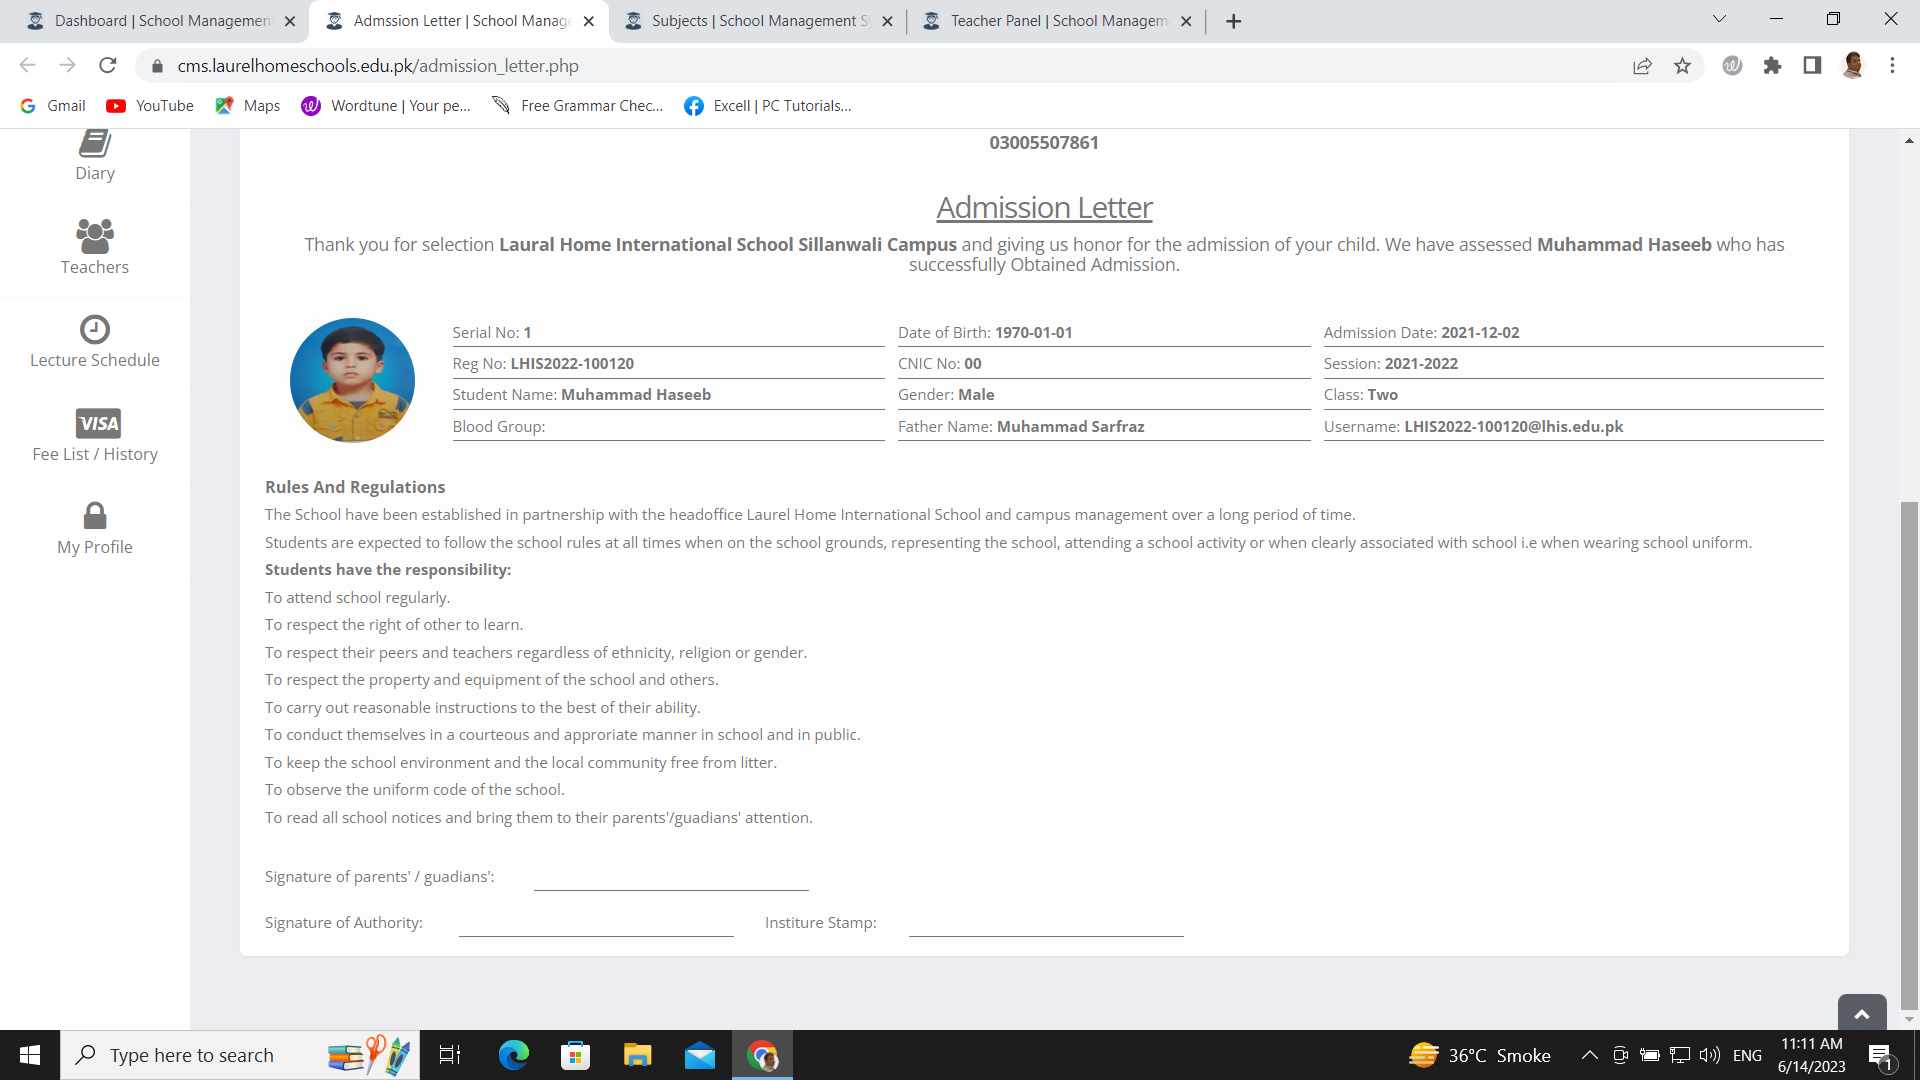 Dashboard | School Management
Admssion Letter | School Manage
Subjects | School Management Sy
Teacher Panel | School Managem
cms.laurelhomeschools.edu.pk/admission_letter.php
Gmail
YouTube
Maps
Wordtune | Your pe...
Free Grammar Chec...
Excell | PC Tutorials...
Diary
Teachers
Lecture Schedule
VISA
Fee List / History
My Profile
03005507861
Admission Letter
Thank you for selection Laural Home International School Sillanwali Campus and giving us honor for the admission of your child. We have assessed Muhammad Haseeb who has
successfully Obtained Admission.
Serial No: 1
Date of Birth: 1970-01-01
Admission Date: 2021-12-02
Reg No: LHIS2022-100120
CNIC No: 00
Session: 2021-2022
Student Name: Muhammad Haseeb
Gender: Male
Class: Two
Blood Group:
Father Name: Muhammad Sarfraz
Username: LHIS2022-100120@lhis.edu.pk
Rules And Regulations
The School have been established in partnership with the headoffice Laurel Home International School and campus management over a long period of time.
Students are expected to follow the school rules at all times when on the school grounds, representing the school, attending a school activity or when clearly associated with school i.e when wearing school uniform.
Students have the responsibility:
To attend school regularly.
To respect the right of other to learn.
To respect their peers and teachers regardless of ethnicity, religion or gender.
To respect the property and equipment of the school and others.
To carry out reasonable instructions to the best of their ability.
To conduct themselves in a courteous and approriate manner in school and in public.
To keep the school environment and the local community free from litter.
To observe the uniform code of the school.
To read all school notices and bring them to their parents'/guadians' attention.
Signature of parents' / guadians':
Signature of Authority:
Institure Stamp:
Type here to search
36°C Smoke
ENG
11:11 AM
6/14/2023
1